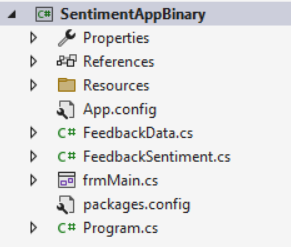 C# SentimentAppBinary
Properties
References
Resources
App.config
C# FeedbackData.cs
C# FeedbackSentiment.cs
frmMain.cs
packages.config
C# Program.cs